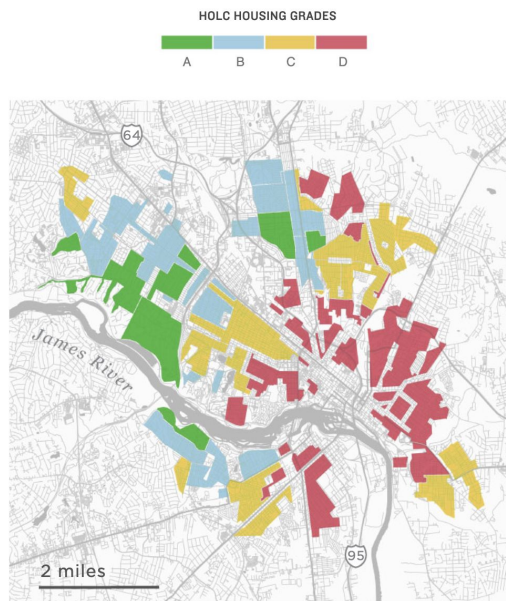 HOLC HOUSING GRADES
A B C D
64
James River
95
2 miles